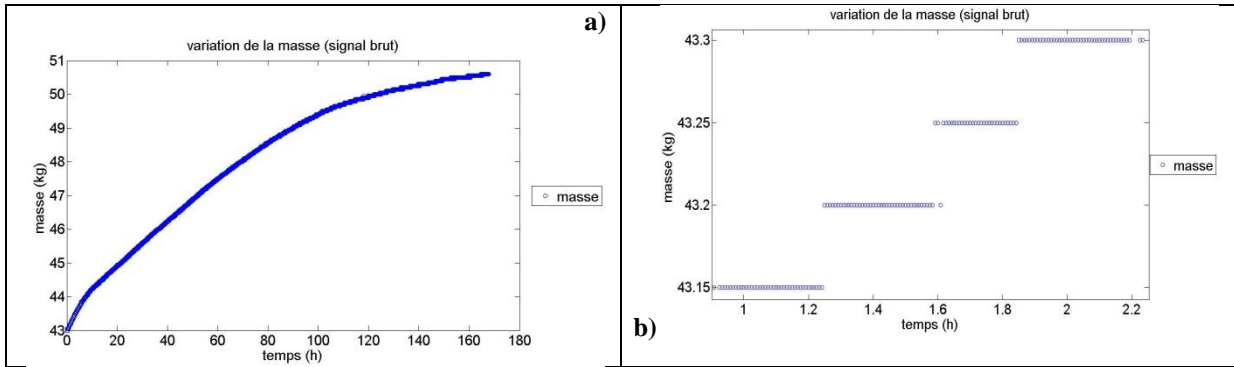 a)
variation de la masse (signal brut)
51
50
49
48
47
46
45
44
43
masse (kg)
0 20 40 60 80 100 120 140 160 180
temps (h)
masse
variation de la masse (signal brut)
43.3
43.25
43.2
43.15
masse (kg)
1 1.2 1.4 1.6 1.8 2 2.2
temps (h)
masse
b)